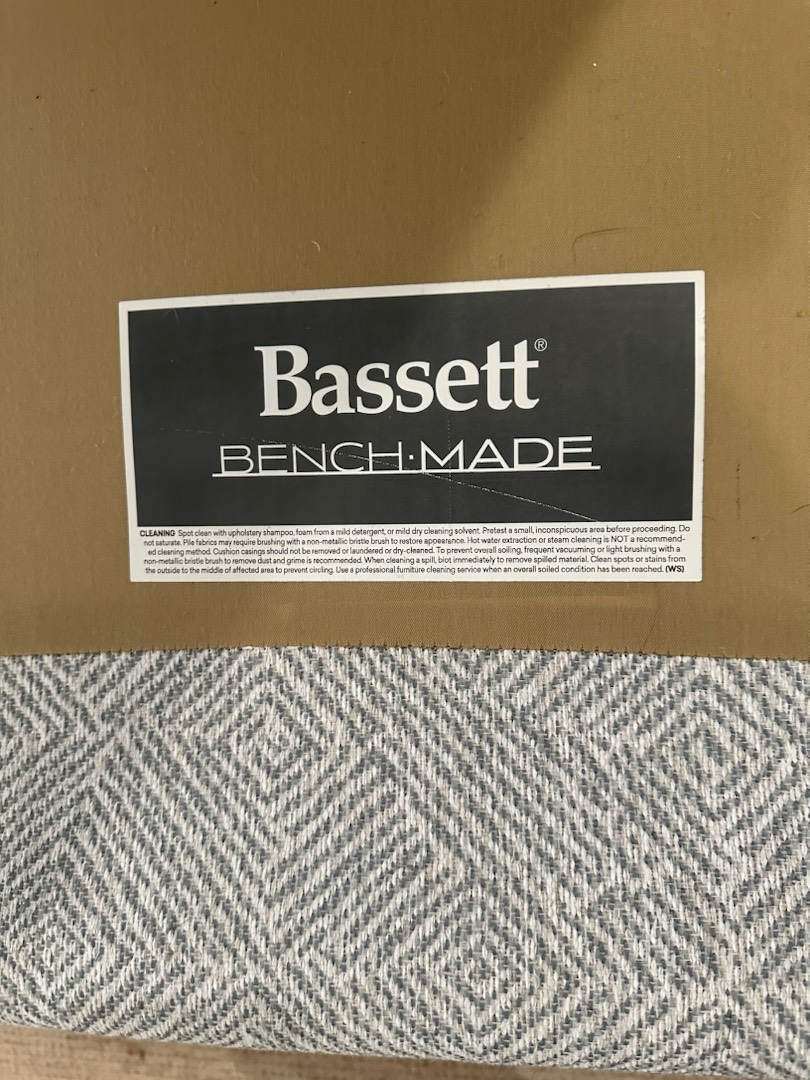 Bassett®
BENCH·MADE
CLEANING Spot clean with upholstery shampoo, foam from a mild detergent, or mild dry cleaning solvent. Pretest a small, inconspicuous area before proceeding. Do
not saturate. Pile fabrics may require brushing with a non-metallic bristle brush to restore appearance. Hot water extraction or steam cleaning is NOT a recommend-
ed cleaning method. Cushion casings should not be removed or laundered or dry-cleaned. To prevent overall soiling, frequent vacuuming or light brushing with a
non-metallic bristle brush to remove dust and grime is recommended. When cleaning a spill, blot immediately to remove spilled material. Clean spots or stains from
the outside to the middle of affected area to prevent circling. Use a professional furniture cleaning service when an overall soiled condition has been reached. (WS)